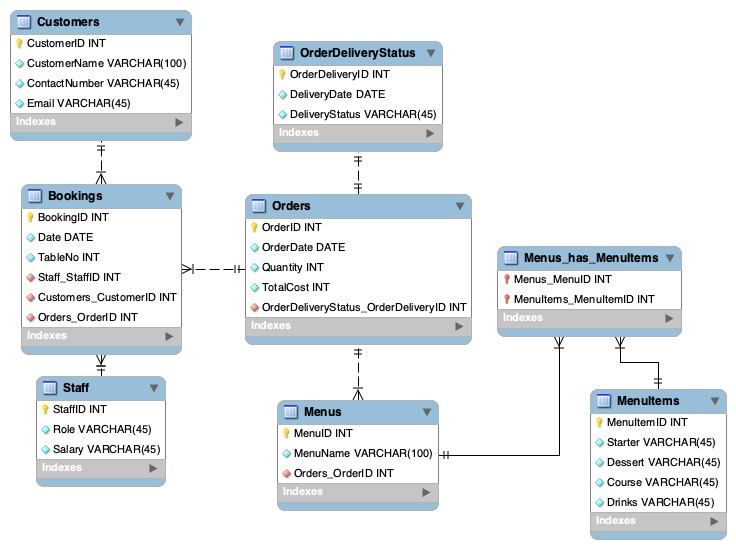 Customers
CustomerID INT
CustomerName VARCHAR(100)
ContactNumber VARCHAR(45)
Email VARCHAR(45)
Indexes
OrderDeliveryStatus
OrderDeliveryID INT
DeliveryDate DATE
DeliveryStatus VARCHAR(45)
Indexes
Bookings
BookingID INT
Date DATE
TableNo INT
Staff_StaffID INT
Customers_CustomerID INT
Orders_OrderID INT
Indexes
Orders
OrderID INT
OrderDate DATE
Quantity INT
TotalCost INT
OrderDeliveryStatus_OrderDeliveryID INT
Indexes
Menus_has_MenuItems
Menus_MenuID INT
MenuItems_MenuItemID INT
Indexes
Staff
StaffID INT
Role VARCHAR(45)
Salary VARCHAR(45)
Indexes
Menus
MenuID INT
MenuName VARCHAR(100)
Orders_OrderID INT
Indexes
MenuItems
MenuItemID INT
Starter VARCHAR(45)
Dessert VARCHAR(45)
Course VARCHAR(45)
Drinks VARCHAR(45)
Indexes